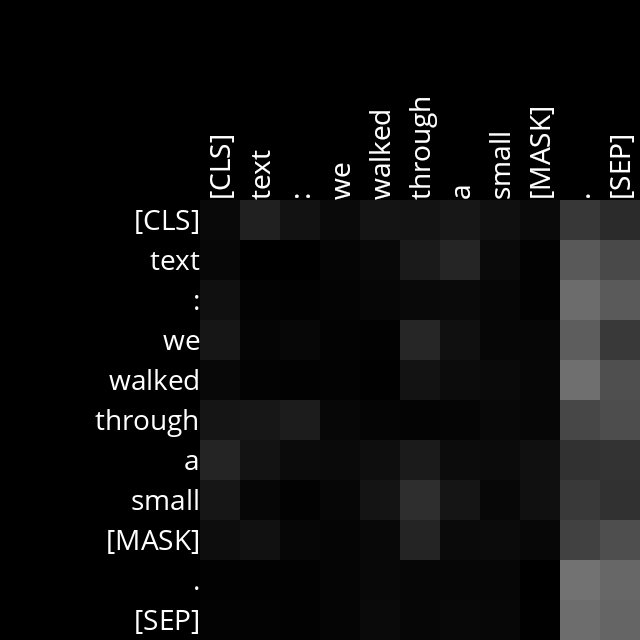 [CLS] text : we walked through a small [MASK] . [SEP]
[CLS]
text
:
we
walked
through
a
small
[MASK]
.
[SEP]